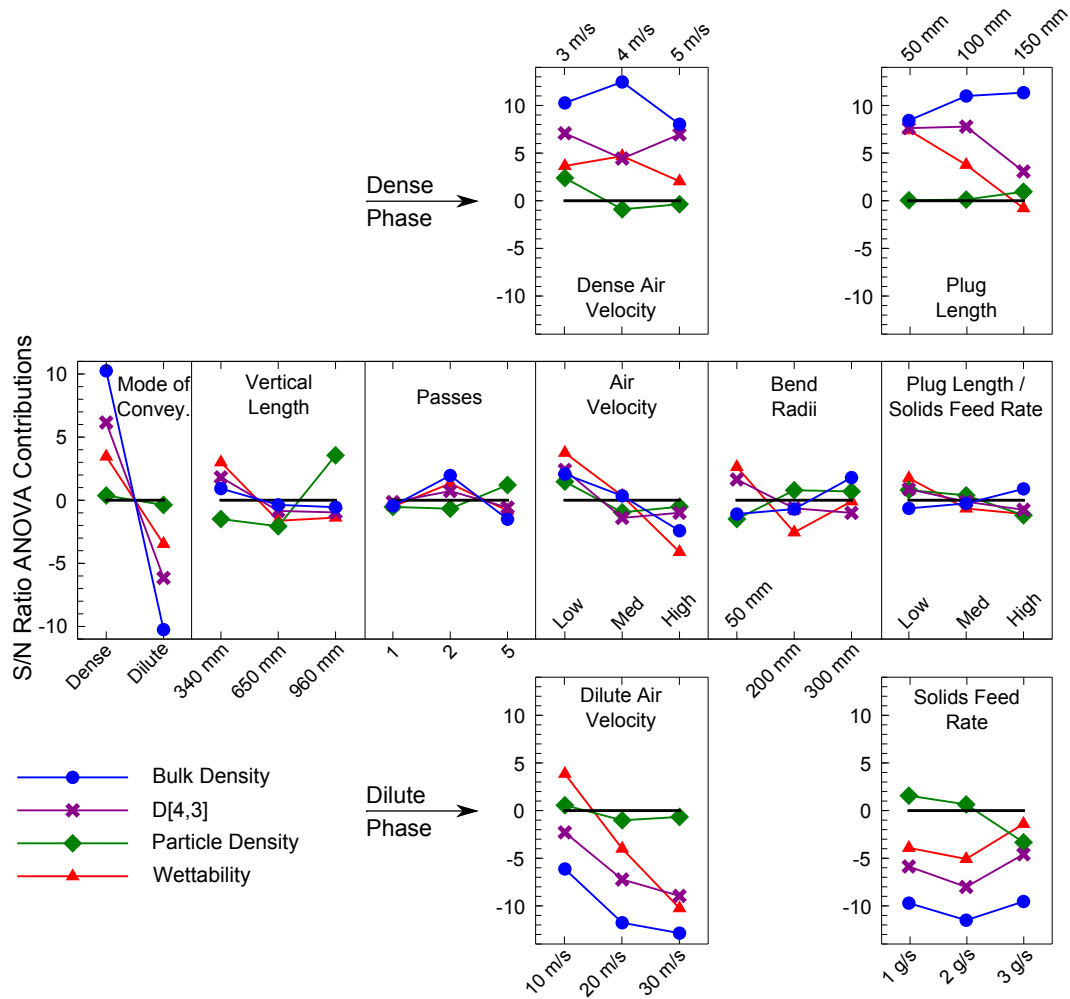 3 m/s 4 m/s 5 m/s
50 mm 100 mm 150 mm
10
5
0
-5
-10
Dense
Phase
Dense Air
Velocity
10
5
0
-5
-10
Plug
Length
S/N Ratio ANOVA Contributions
10
5
0
-5
-10
Mode of
Convey.
Vertical
Length
Passes
Air
Velocity
Bend
Radii
Plug Length /
Solids Feed Rate
Low Med High
50 mm
Low Med High
Dense Dilute
340 mm 650 mm 960 mm
1 2 5
200 mm 300 mm
Bulk Density
D[4,3]
Particle Density
Wettability
Dilute
Phase
10
5
0
-5
-10
Dilute Air
Velocity
10
5
0
-5
-10
Solids Feed
Rate
10 m/s 20 m/s 30 m/s
1 g/s 2 g/s 3 g/s